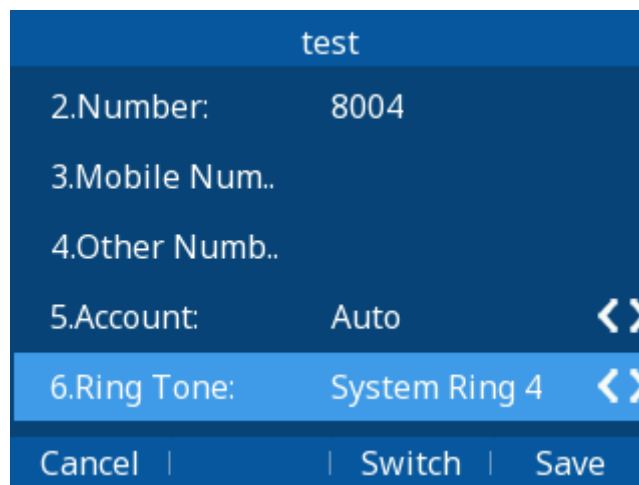 test
2.Number: 8004
3.Mobile Num..
4.Other Numb..
5.Account: Auto
6.Ring Tone: System Ring 4
Cancel Switch Save